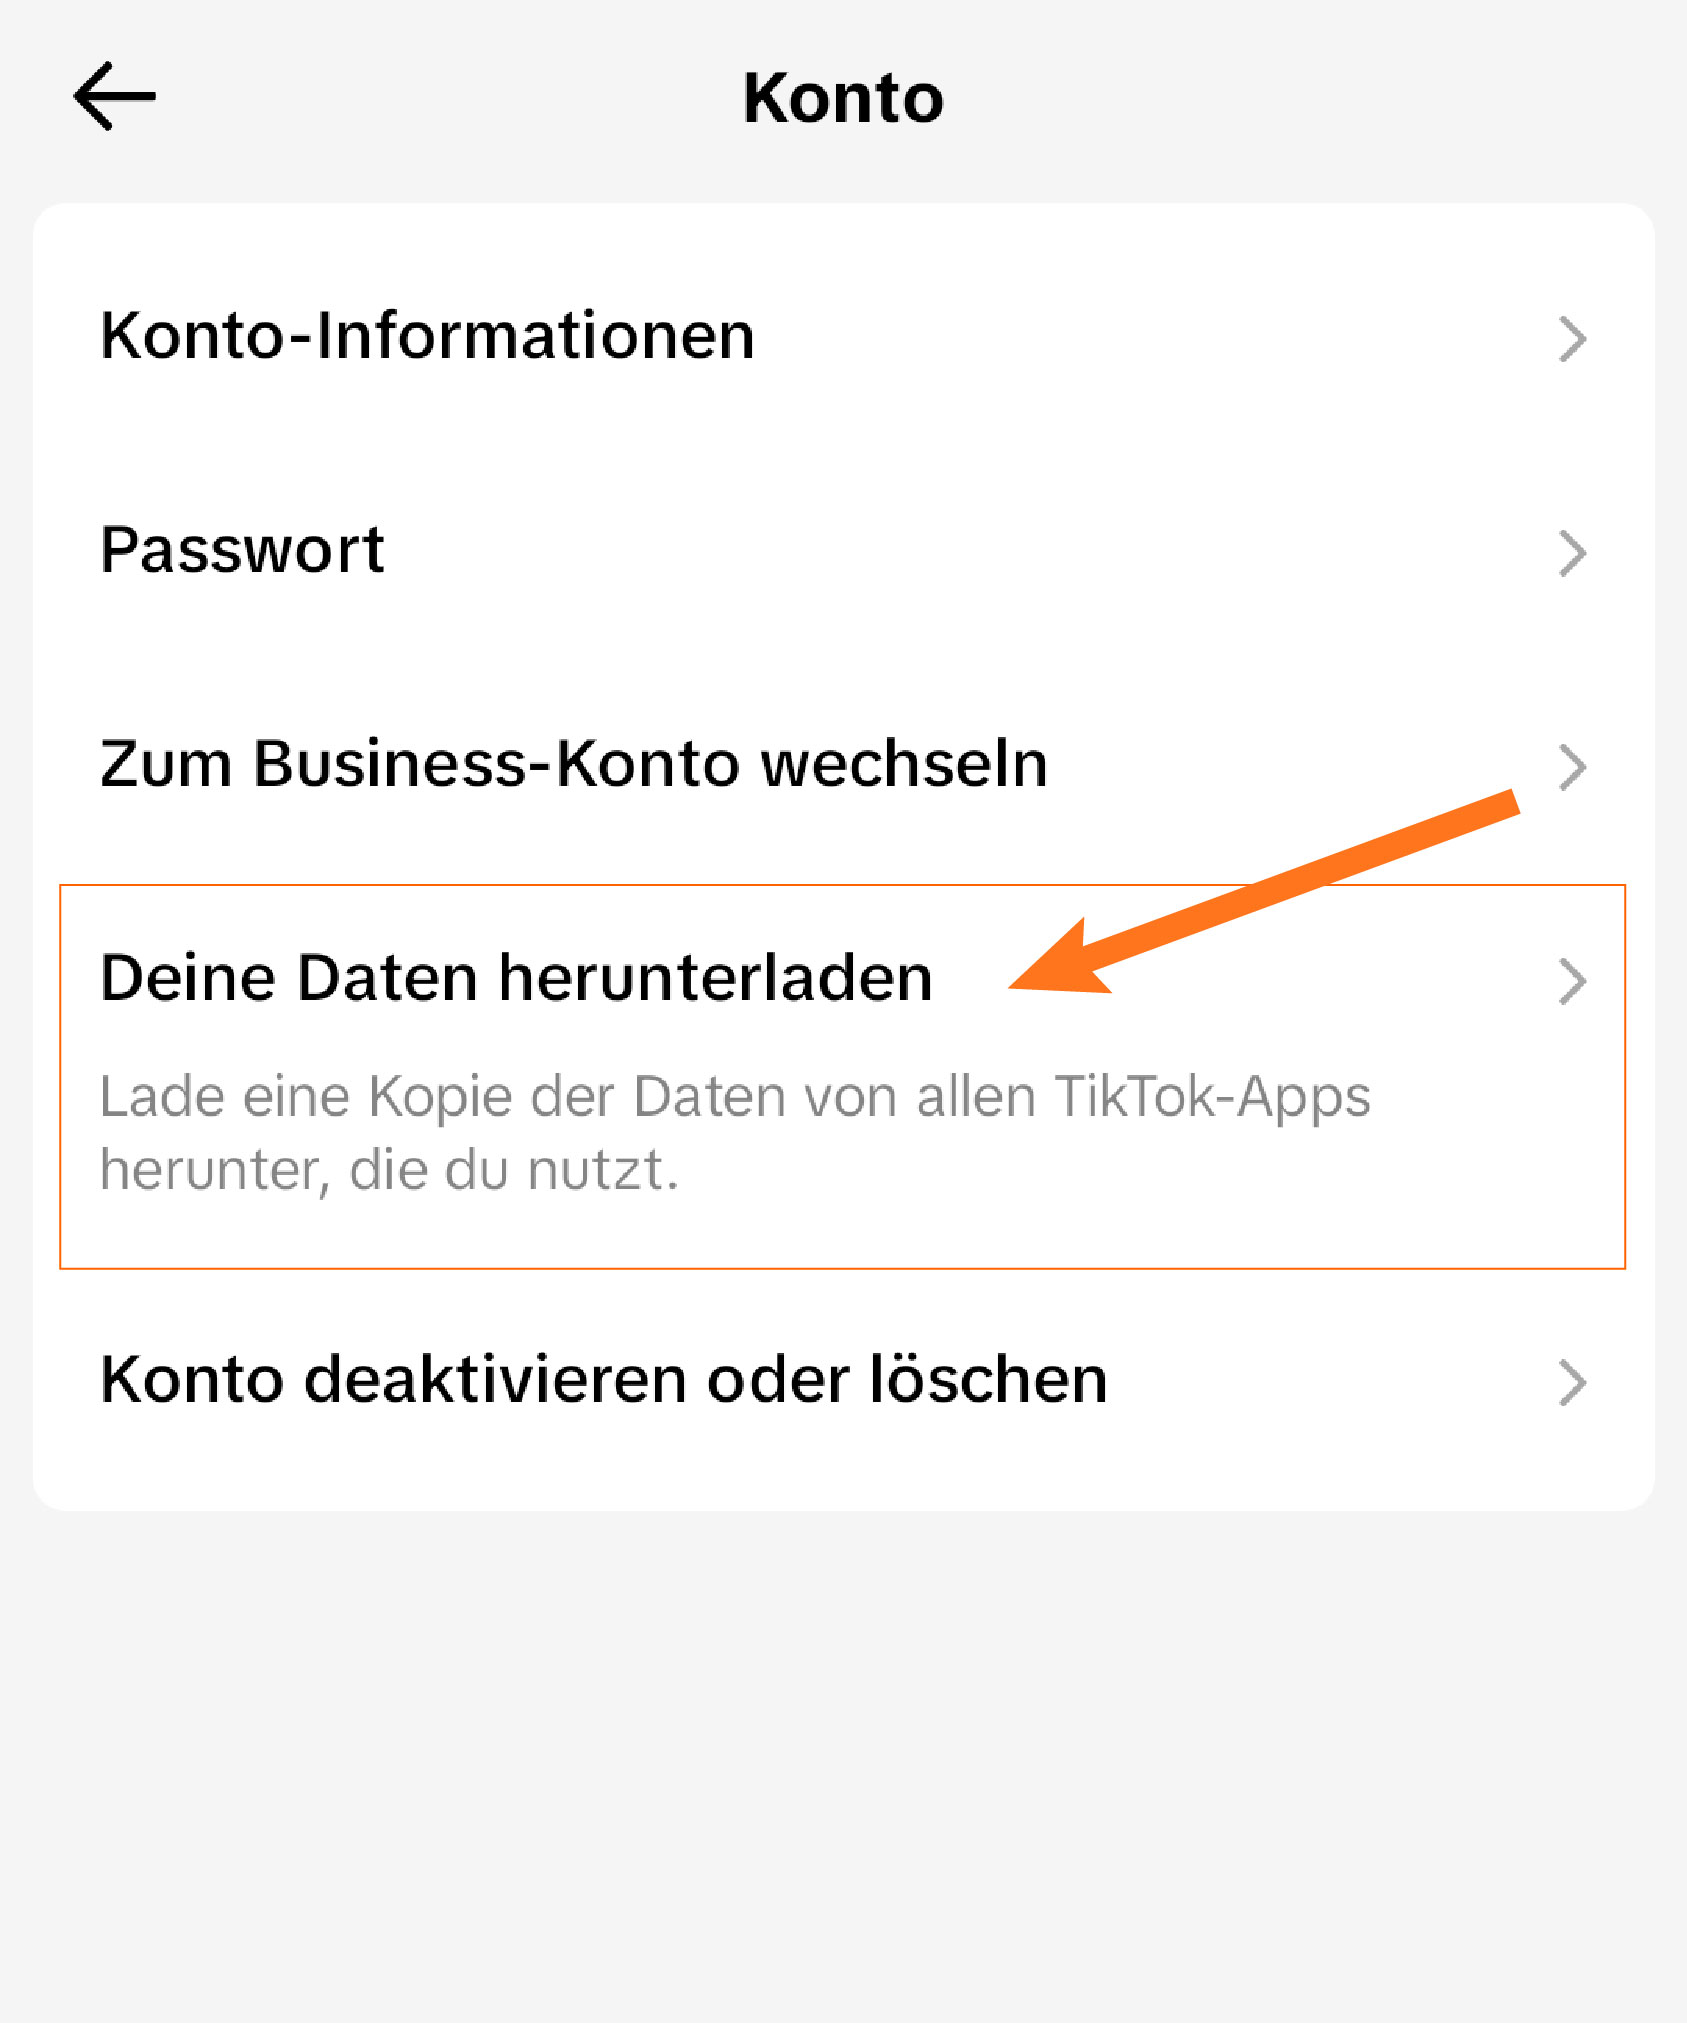 Konto
Konto-Informationen
Passwort
Zum Business-Konto wechseln
Deine Daten herunterladen
Lade eine Kopie der Daten von allen TikTok-Apps
herunter, die du nutzt.
Konto deaktivieren oder löschen